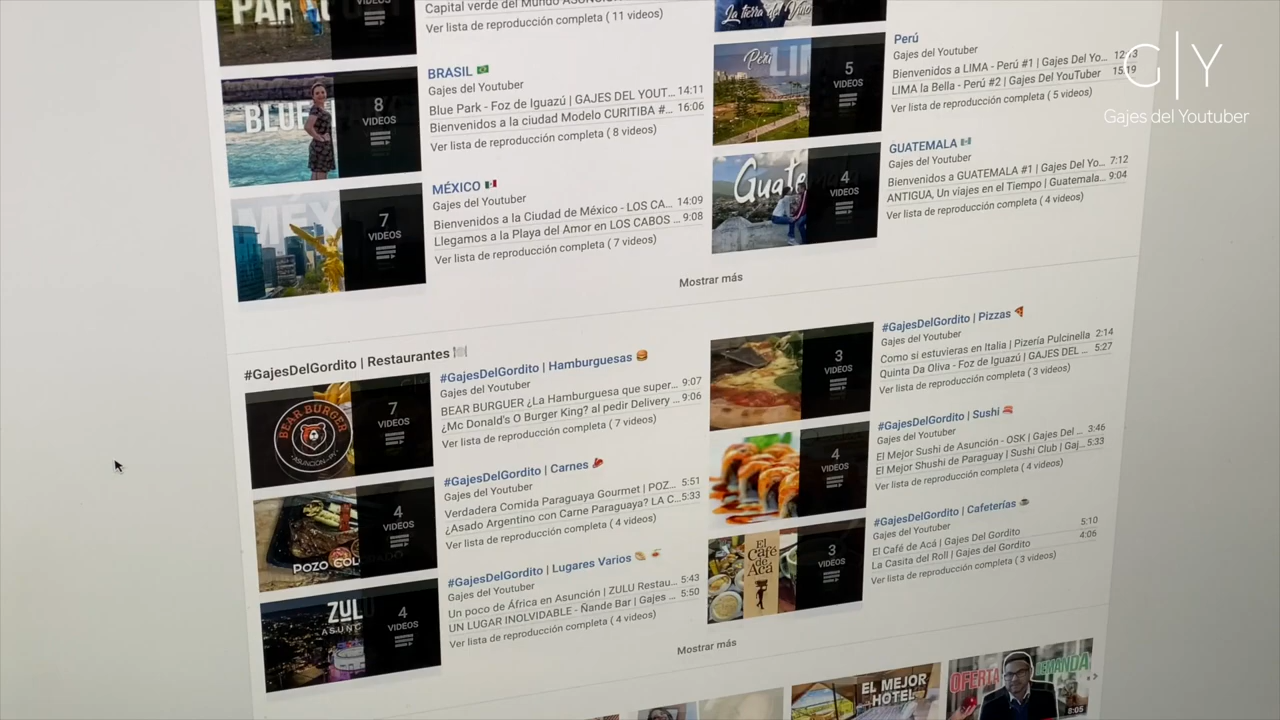 PARA
VIDEOS
Capital verde del Mundo ASUNCIÓN
Ver lista de reproducción completa ( 11 videos)
BLUE
8
VIDEOS
BRASIL
Gajes del Youtuber
Blue Park - Foz de Iguazú | GAJES DEL YOUT... 14:11
Bienvenidos a la ciudad Modelo CURITIBA #... 16:06
Ver lista de reproducción completa ( 8 videos)
MÉX
7
VIDEOS
MÉXICO
Gajes del Youtuber
Bienvenidos a la Ciudad de México - LOS CA... 14:09
Llegamos a la Playa del Amor en LOS CABOS ... 9:08
Ver lista de reproducción completa ( 7 videos)
La tierra del Vino
Perú
LIM
5
VIDEOS
Perú
Gajes del Youtuber
Bienvenidos a LIMA - Perú #1 | Gajes Del Yo...
LIMA la Bella - Perú #2 | Gajes Del YouTuber 15:19
Ver lista de reproducción completa ( 5 videos)
G|Y
Gajes del Youtuber
Guatemala
4
VIDEOS
GUATEMALA
Gajes del Youtuber
Bienvenidos a GUATEMALA #1 | Gajes Del Yo... 7:12
ANTIGUA, Un viajes en el Tiempo | Guatemala... 9:04
Ver lista de reproducción completa ( 4 videos)
Mostrar más
#GajesDelGordito | Restaurantes
BEAR BURGER
ASUNCIÓN-PY
7
VIDEOS
#GajesDelGordito | Hamburguesas
Gajes del Youtuber
BEAR BURGUER ¿La Hamburguesa que super... 9:07
¿Mc Donald's O Burger King? al pedir Delivery ... 9:06
Ver lista de reproducción completa ( 7 videos)
POZO COLORADO
4
VIDEOS
#GajesDelGordito | Carnes
Gajes del Youtuber
Verdadera Comida Paraguaya Gourmet | POZ... 5:51
¿Asado Argentino con Carne Paraguaya? LA C... 5:33
Ver lista de reproducción completa ( 4 videos)
ZUL
ASUNC
4
VIDEOS
#GajesDelGordito | Lugares Varios
Gajes del Youtuber
Un poco de África en Asunción | ZULU Restau... 5:43
UN LUGAR INOLVIDABLE - Ñande Bar | Gajes ... 5:50
Ver lista de reproducción completa ( 4 videos)
3
VIDEOS
#GajesDelGordito | Pizzas
Gajes del Youtuber
Como si estuvieras en Italia | Pizería Pulcinella 2:14
Quinta Da Oliva - Foz de Iguazú | GAJES DEL ... 5:27
Ver lista de reproducción completa ( 3 videos)
4
VIDEOS
#GajesDelGordito | Sushi
Gajes del Youtuber
El Mejor Sushi de Asunción - OSK | Gajes Del ... 3:46
El Mejor Shushi de Paraguay | Sushi Club | Gaj... 5:33
Ver lista de reproducción completa ( 4 videos)
El
Café
de
Acá
3
VIDEOS
#GajesDelGordito | Cafeterías
Gajes del Youtuber
El Café de Acá | Gajes Del Gordito 5:10
La Casita del Roll | Gajes del Gordito 4:06
Ver lista de reproducción completa ( 3 videos)
Mostrar más
EL MEJOR
HOTEL
OFERTA DEMANDA
8:05